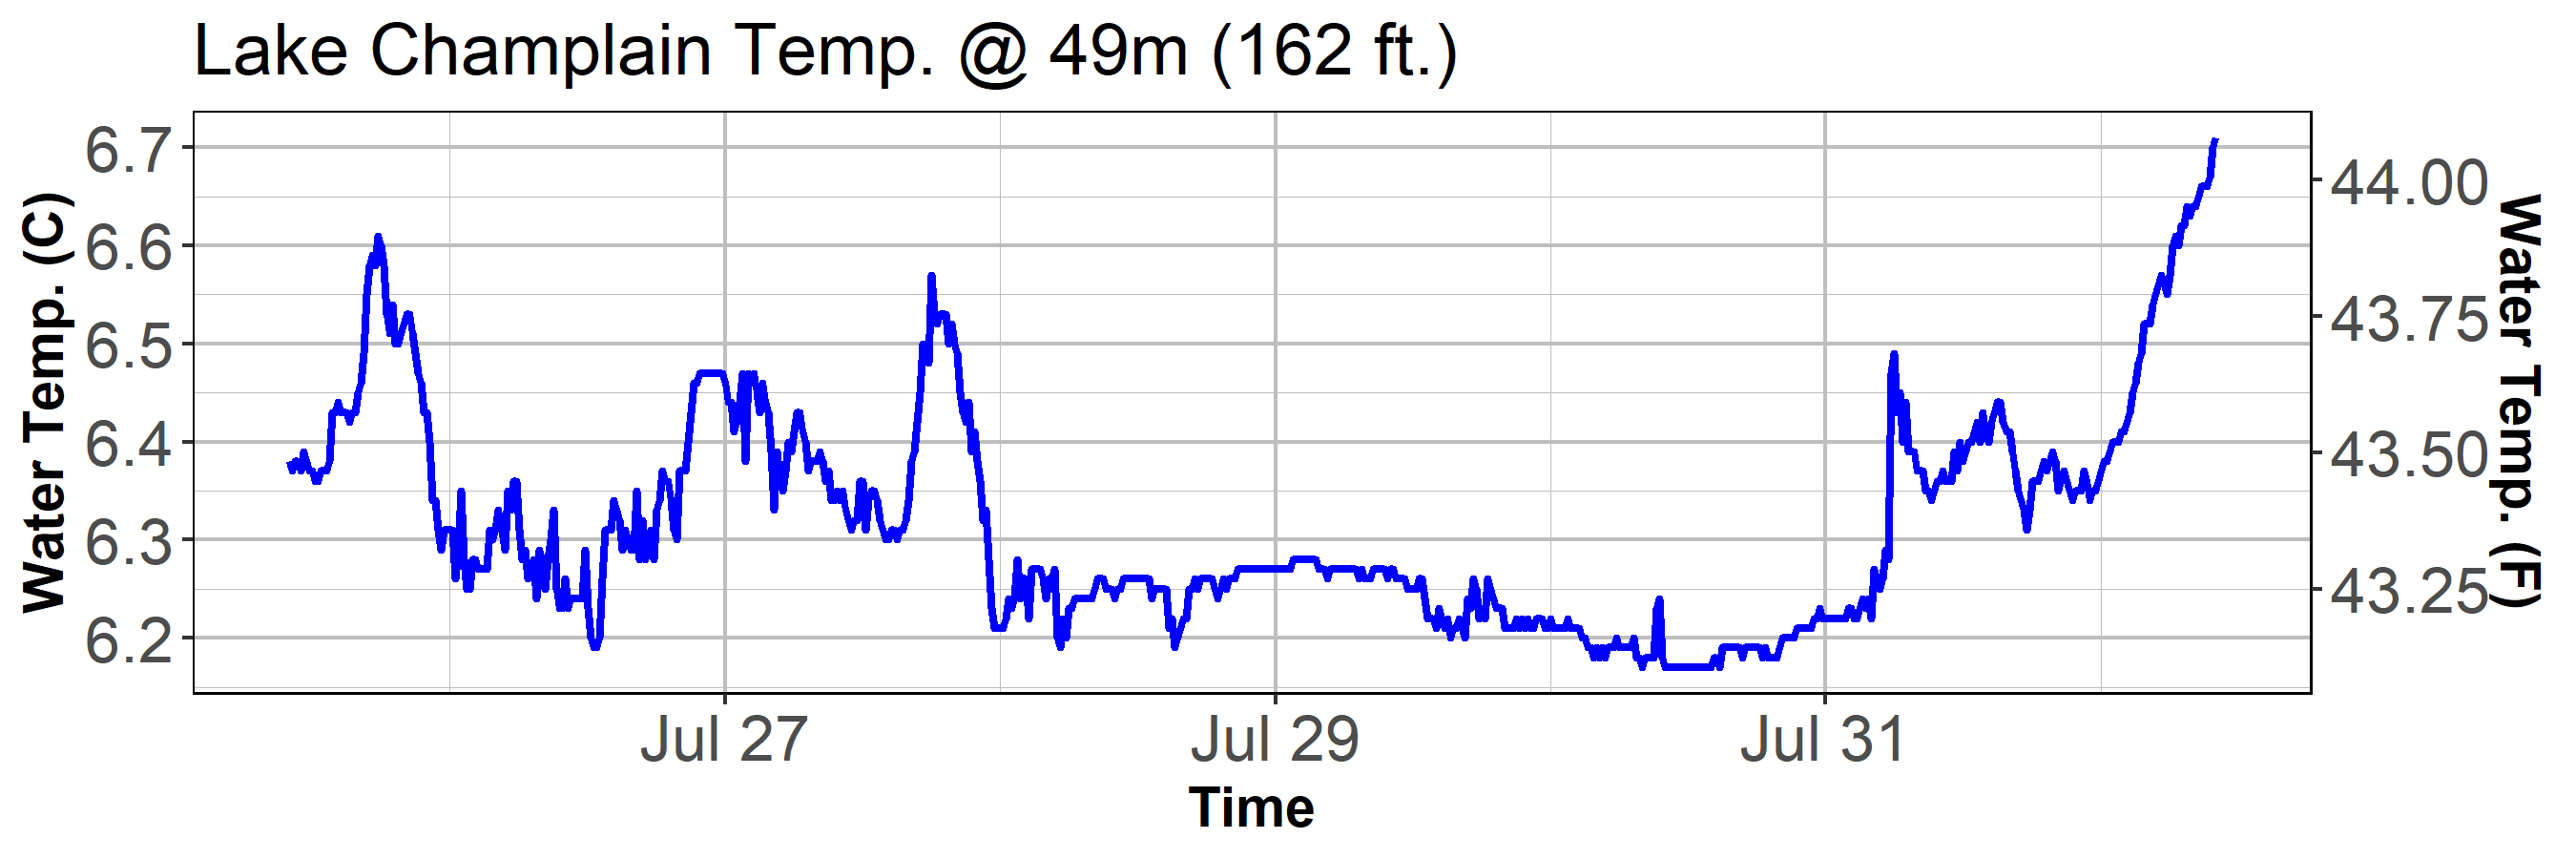 Lake Champlain Temp. @ 49m (162 ft.)
Water Temp. (C)
6.7
6.6
6.5
6.4
6.3
6.2
44.00
43.75
43.50
43.25
Water Temp. (F)
Jul 27
Jul 29
Jul 31
Time